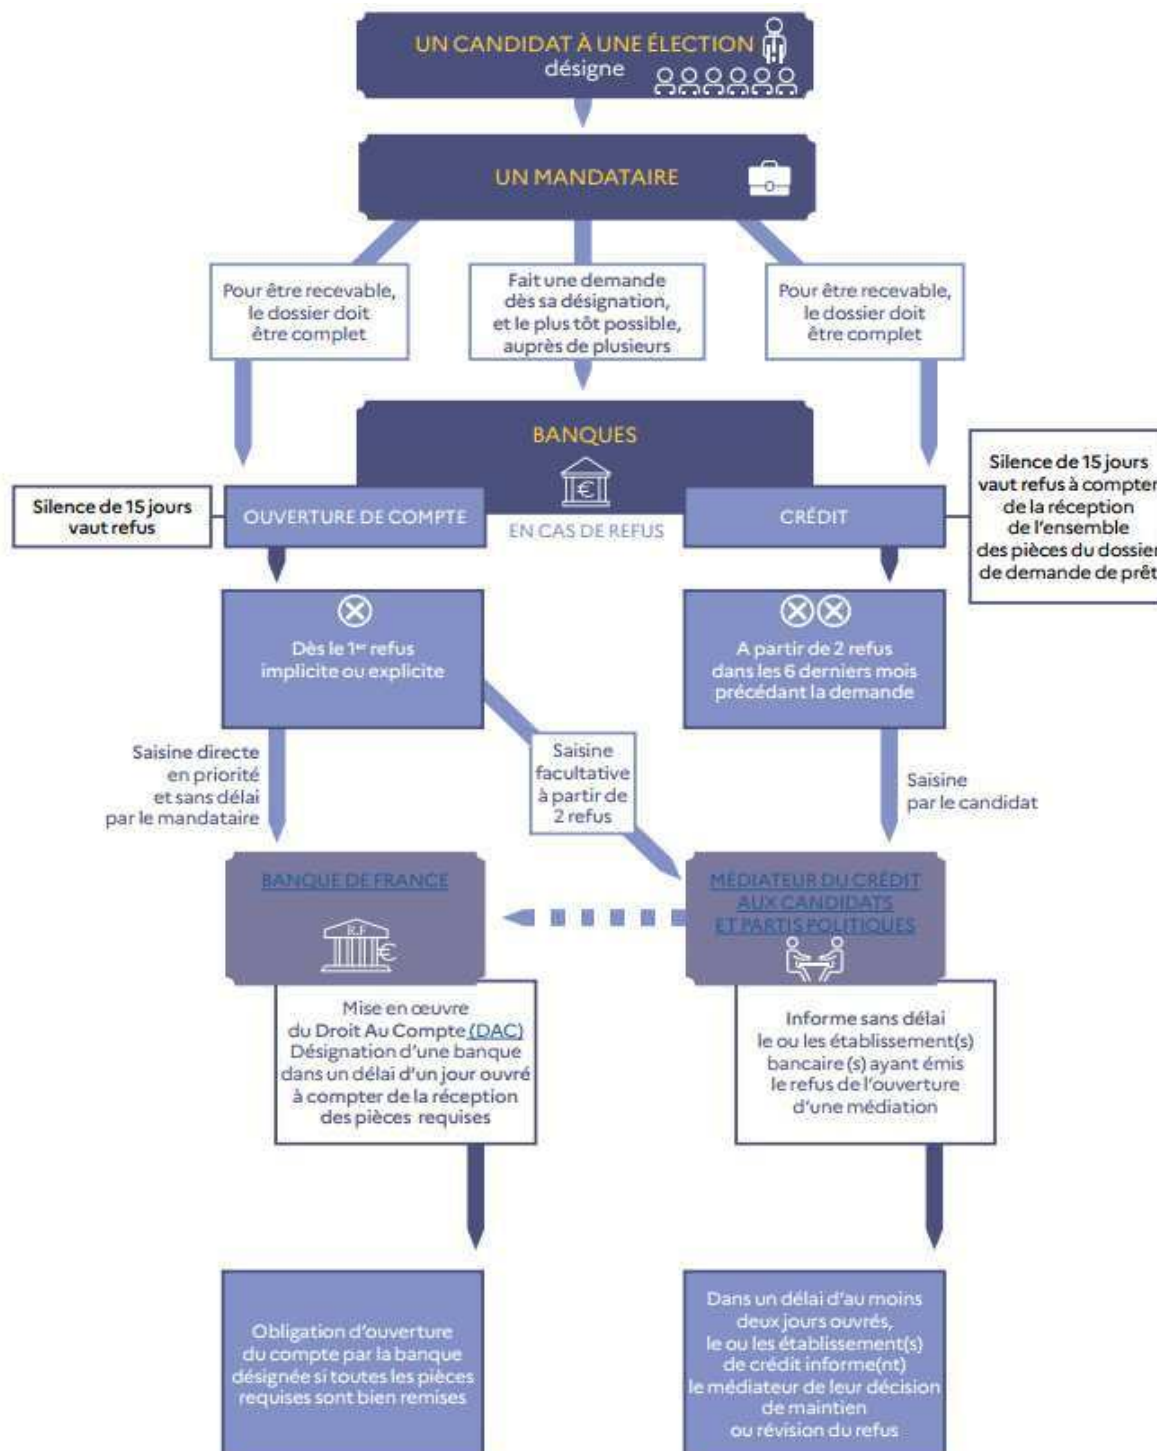 UN CANDIDAT À UNE ÉLECTION
désigne
UN MANDATAIRE
Pour être recevable,
le dossier doit
être complet
Fait une demande
dès sa désignation,
et le plus tôt possible,
auprès de plusieurs
Pour être recevable,
le dossier doit
être complet
BANQUES
€
Silence de 15 jours
vaut refus
OUVERTURE DE COMPTE
EN CAS DE REFUS
CRÉDIT
Silence de 15 jours
vaut refus à compter
de la réception
de l'ensemble
des pièces du dossier
de demande de prêt
Dès le 1er refus
implicite ou explicite
A partir de 2 refus
dans les 6 derniers mois
précédant la demande
Saisine directe
en priorité
et sans délai
par le mandataire
Saisine
facultative
à partir de
2 refus
Saisine
par le candidat
BANQUE DE FRANCE
R.F
€
MÉDIATEUR DU CRÉDIT
AUX CANDIDATS
ET PARTIS POLITIQUES
Mise en œuvre
du Droit Au Compte (DAC)
Désignation d'une banque
dans un délai d'un jour ouvré
à compter de la réception
des pièces requises
Informe sans délai
le ou les établissement(s)
bancaire (s) ayant émis
le refus de l'ouverture
d'une médiation
Obligation d'ouverture
du compte par la banque
désignée si toutes les pièces
requises sont bien remises
Dans un délai d'au moins
deux jours ouvrés,
le ou les établissement(s)
de crédit informe(nt)
le médiateur de leur décision
de maintien
ou révision du refus